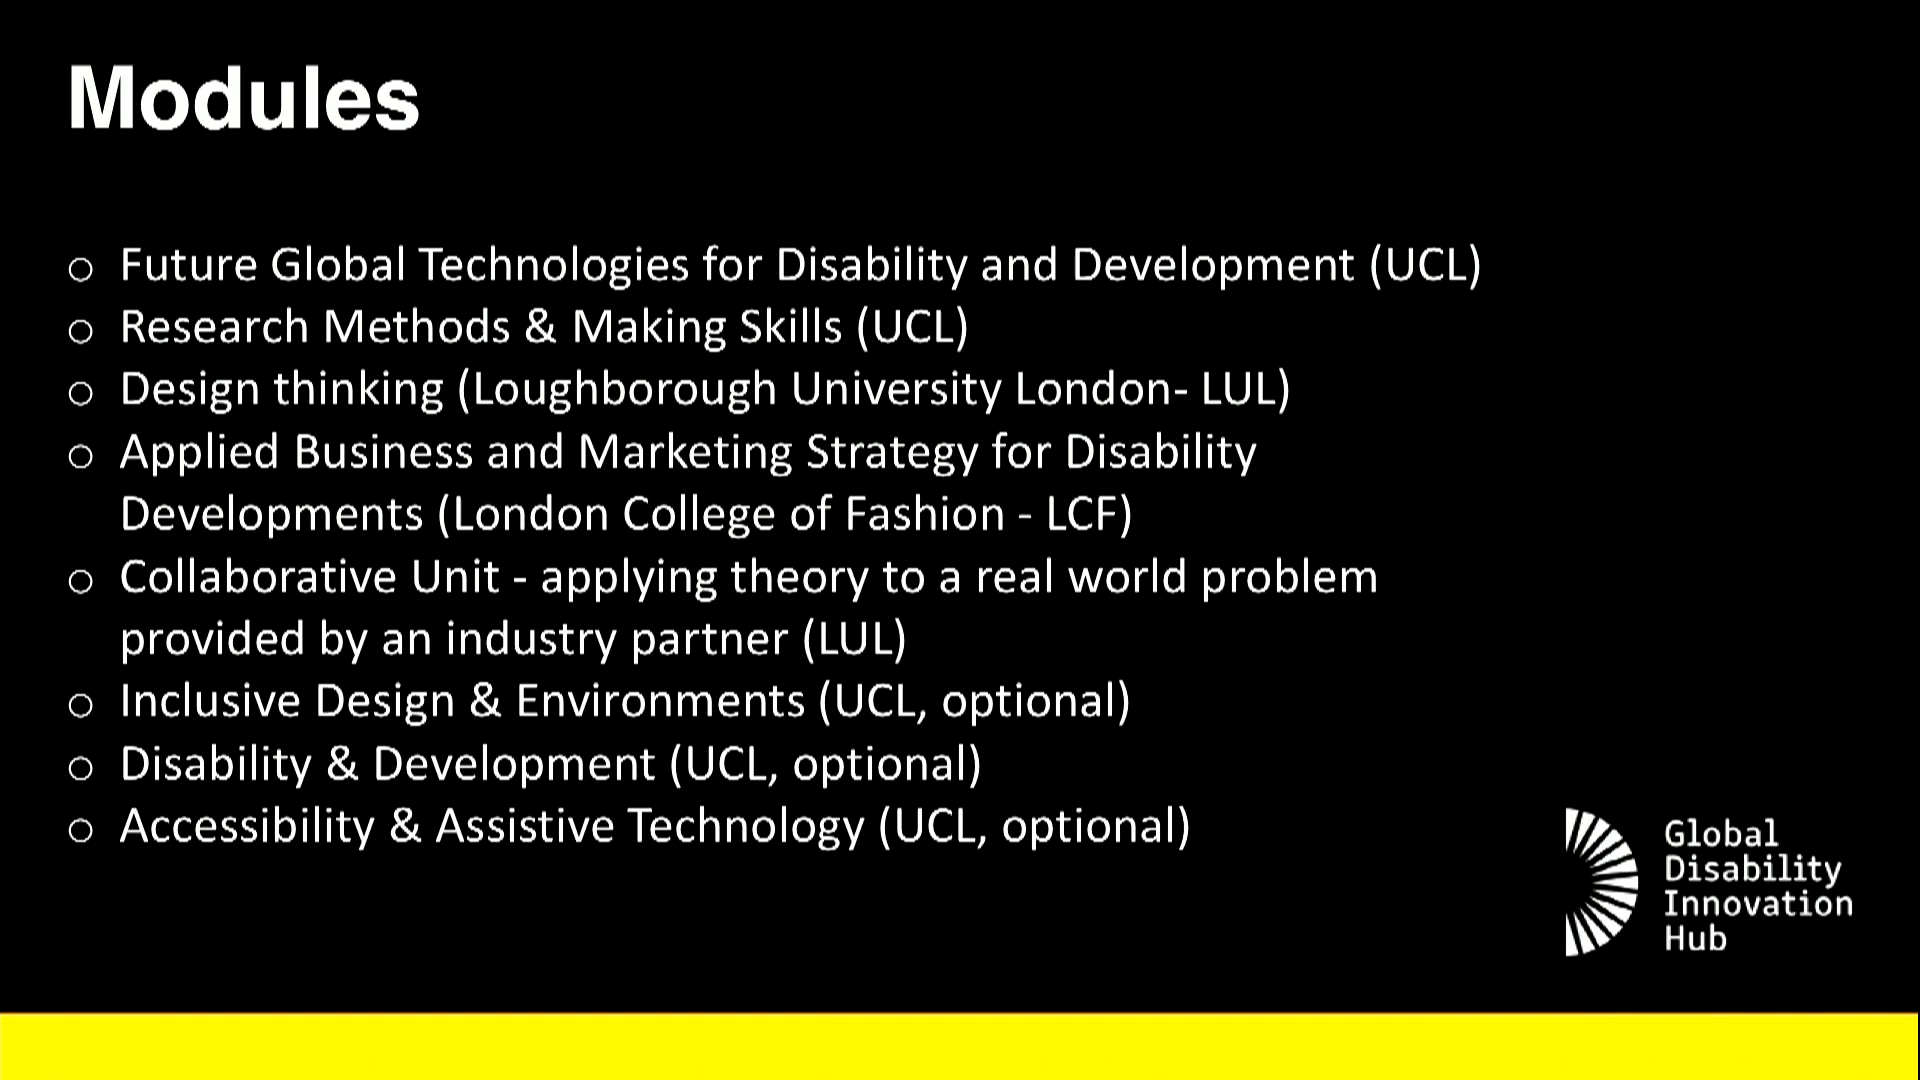 Modules
○ Future Global Technologies for Disability and Development (UCL)
○ Research Methods & Making Skills (UCL)
○ Design thinking (Loughborough University London- LUL)
○ Applied Business and Marketing Strategy for Disability
Developments (London College of Fashion - LCF)
○ Collaborative Unit - applying theory to a real world problem
provided by an industry partner (LUL)
○ Inclusive Design & Environments (UCL, optional)
○ Disability & Development (UCL, optional)
○ Accessibility & Assistive Technology (UCL, optional)
Global
Disability
Innovation
Hub